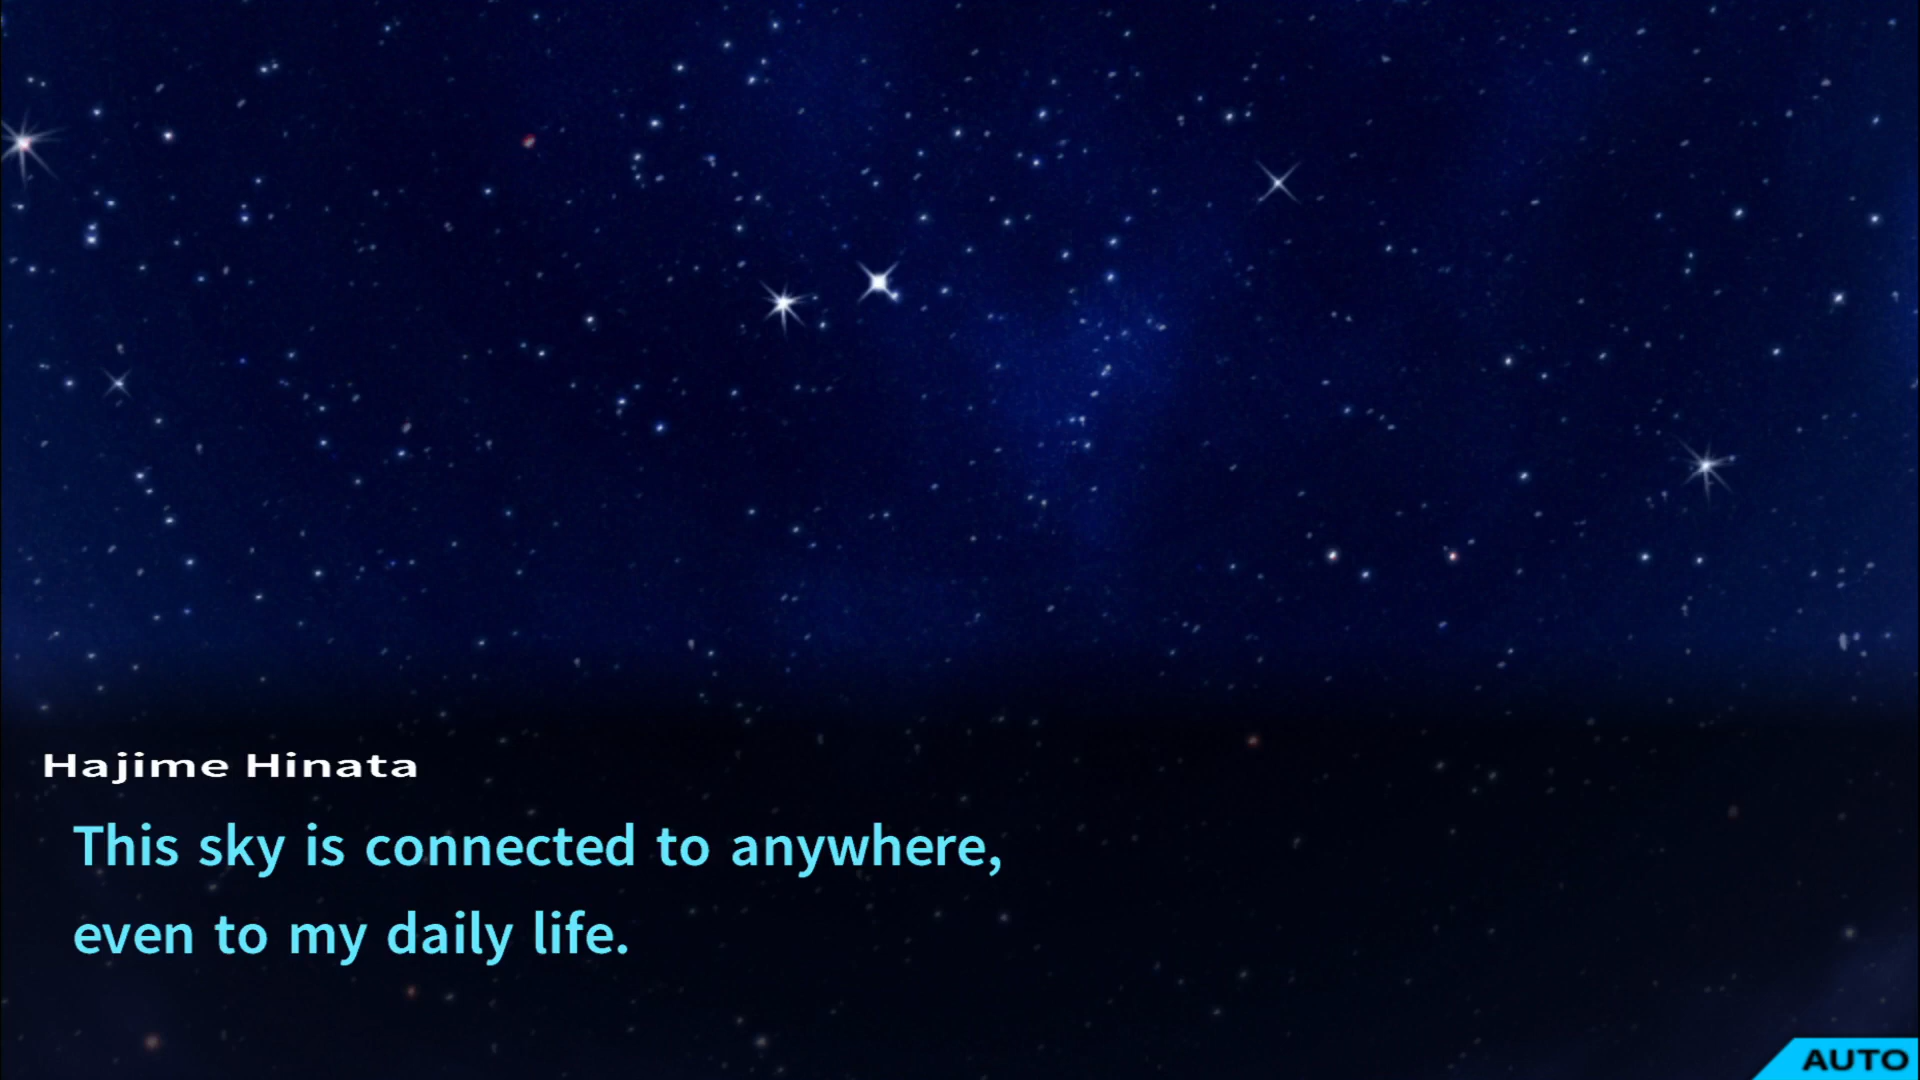 Hajime Hinata
This sky is connected to anywhere,
even to my daily life.
AUTO